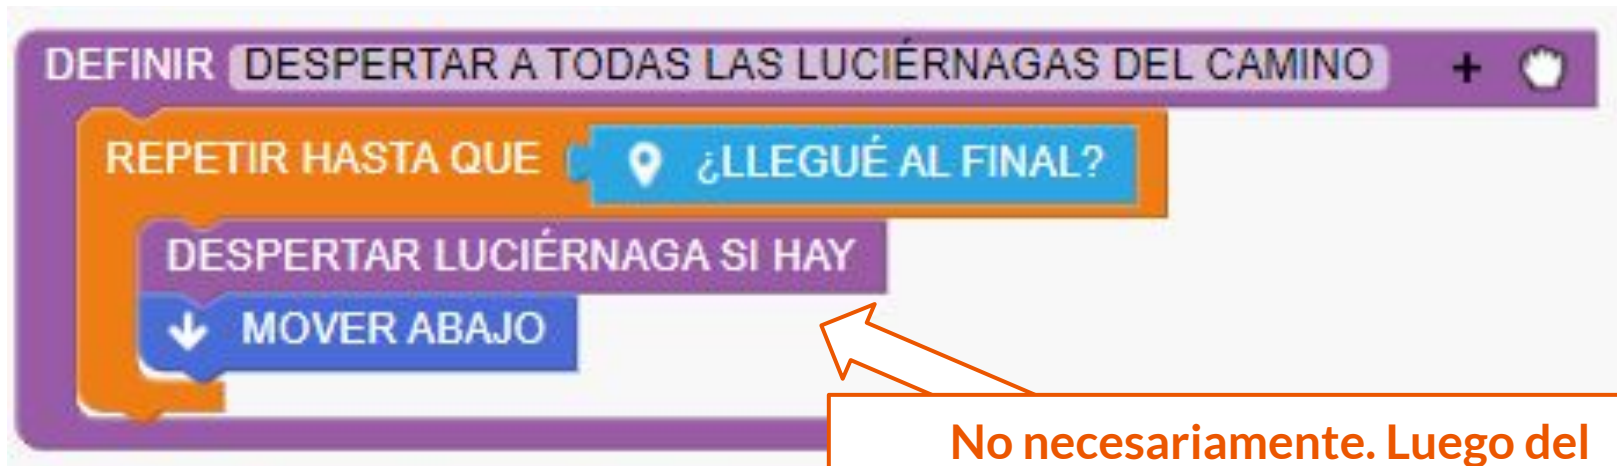 DEFINIR DESPERTAR A TODAS LAS LUCIÉRNAGAS DEL CAMINO +
REPETIR HASTA QUE ¿LLEGUÉ AL FINAL?
DESPERTAR LUCIÉRNAGA SI HAY
MOVER ABAJO
No necesariamente. Luego del